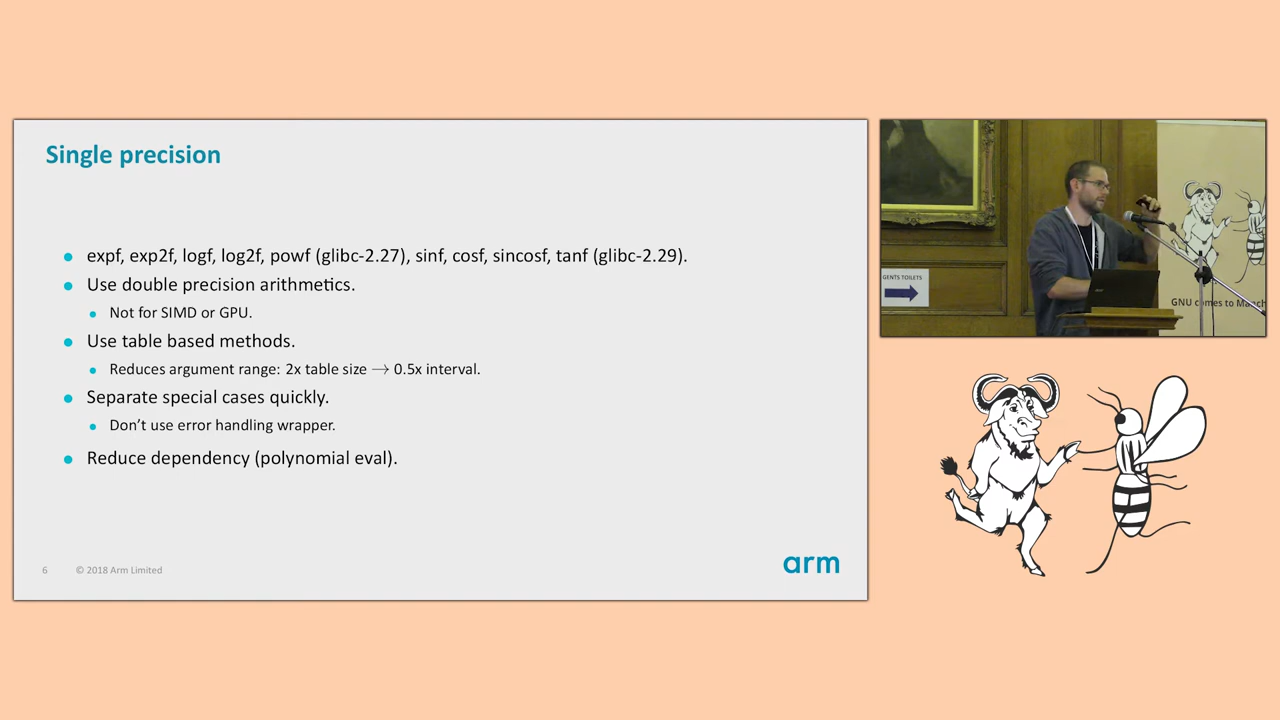 Single precision
expf, exp2f, logf, log2f, powf (glibc-2.27), sinf, cosf, sincosf, tanf (glibc-2.29).
Use double precision arithmetics.
Not for SIMD or GPU.
Use table based methods.
Reduces argument range: 2x table size → 0.5x interval.
Separate special cases quickly.
Don't use error handling wrapper.
Reduce dependency (polynomial eval).
6 © 2018 Arm Limited
arm
GENTS TOILETS
GNU comes to Manch